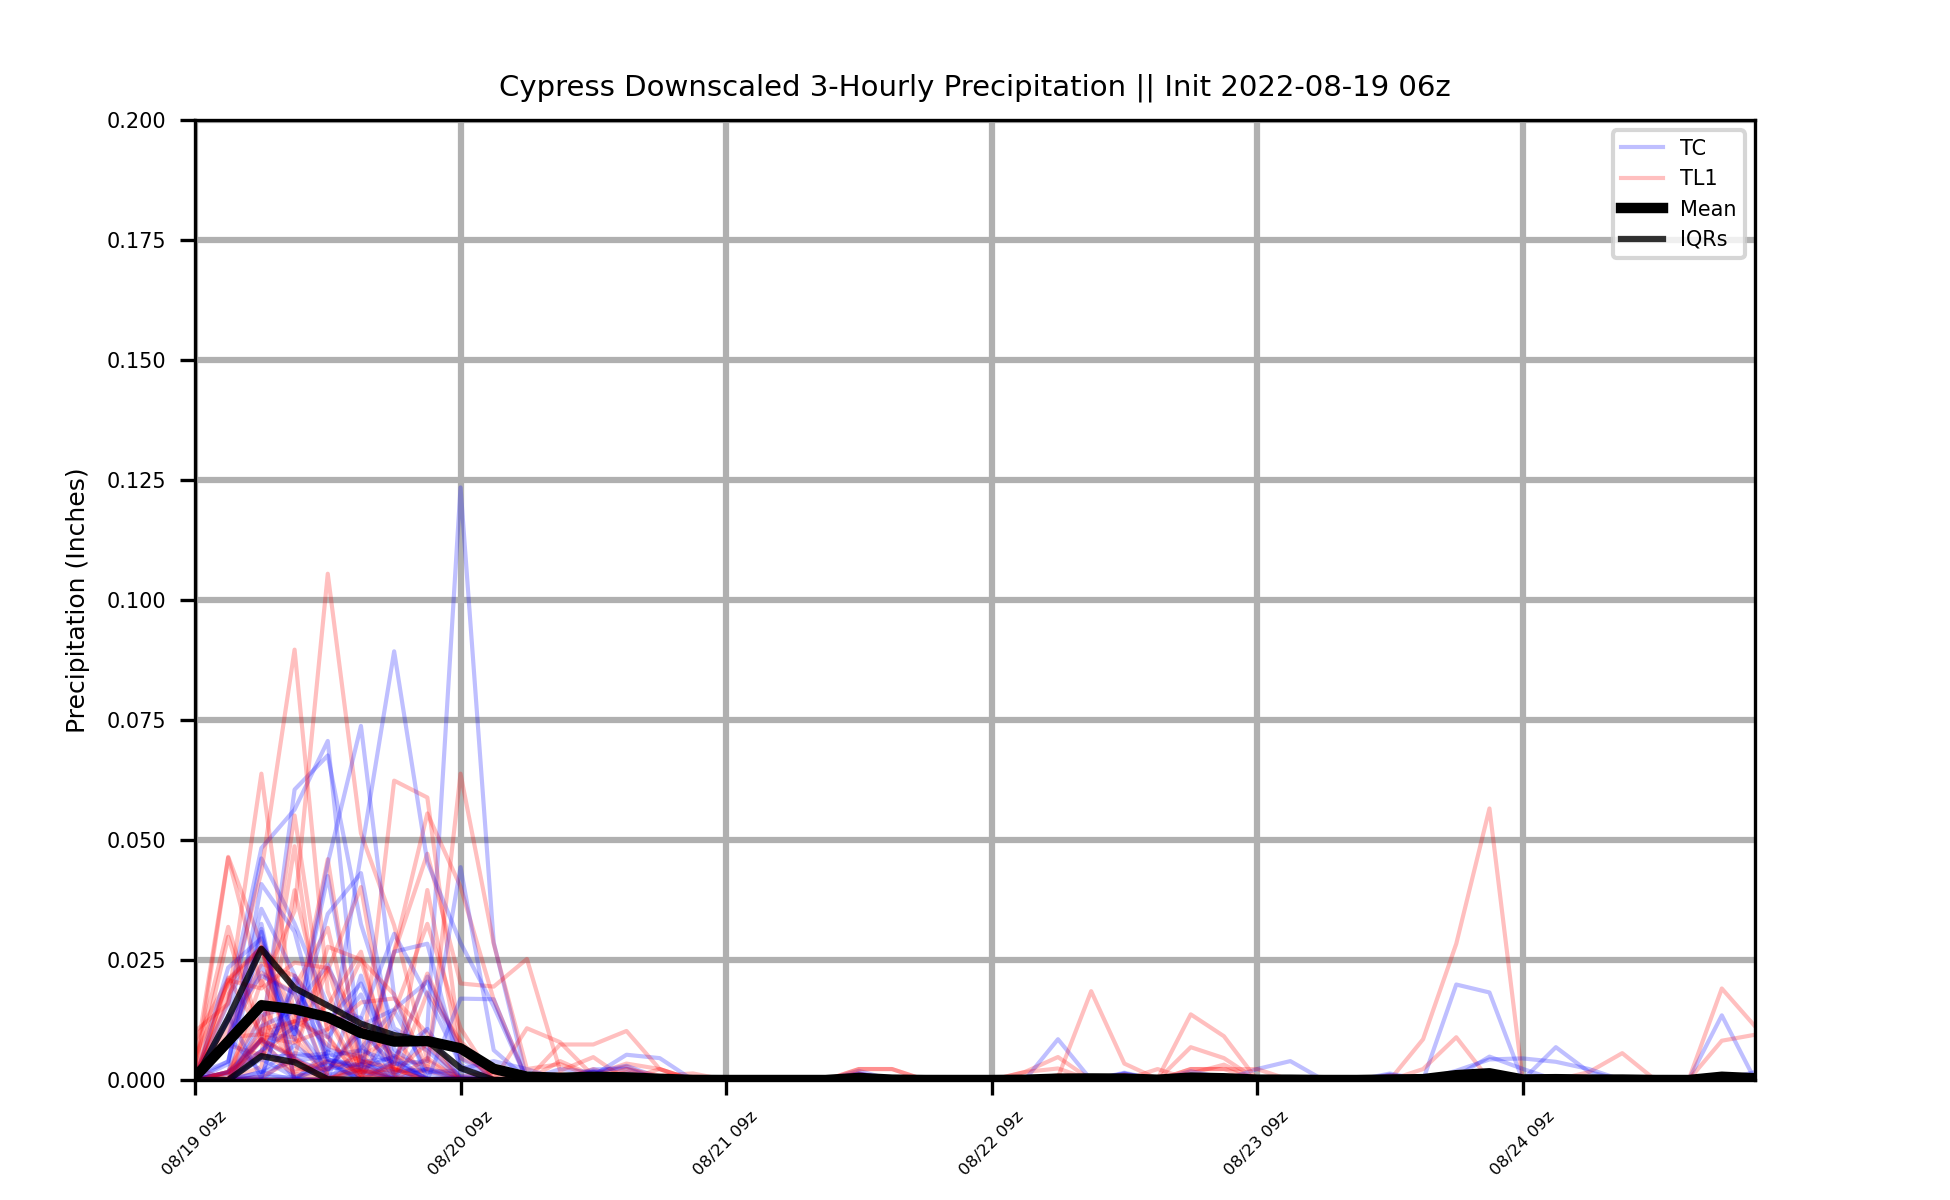 Cypress Downscaled 3-Hourly Precipitation || Init 2022-08-19 06z
0.200
0.175
0.150
0.125
0.100
0.075
0.050
0.025
0.000
Precipitation (Inches)
TC
TL1
Mean
IQRs
08/19 09z
08/20 09z
08/21 09z
08/22 09z
08/23 09z
08/24 09z